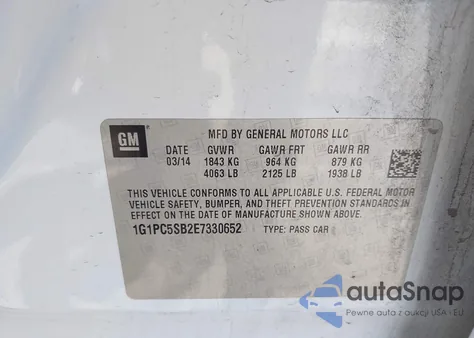 GM
MFD BY GENERAL MOTORS LLC
DATE GVWR GAWR FRT GAWR RR
03/14 1843 KG 964 KG 879 KG
4063 LB 2125 LB 1938 LB
THIS VEHICLE CONFORMS TO ALL APPLICABLE U.S. FEDERAL MOTOR
VEHICLE SAFETY, BUMPER, AND THEFT PREVENTION STANDARDS IN
EFFECT ON THE DATE OF MANUFACTURE SHOWN ABOVE.
1G1PC5SB2E7330652 TYPE: PASS CAR
autoSnap
Pewne auta z aukcji USA i EU